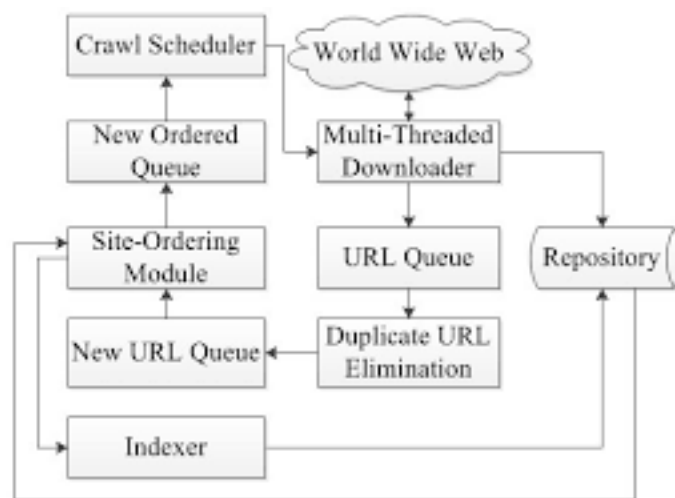 Crawl Scheduler
World Wide Web
New Ordered
Queue
Multi-Threaded
Downloader
Site-Ordering
Module
URL Queue
Repository
New URL Queue
Duplicate URL
Elimination
Indexer